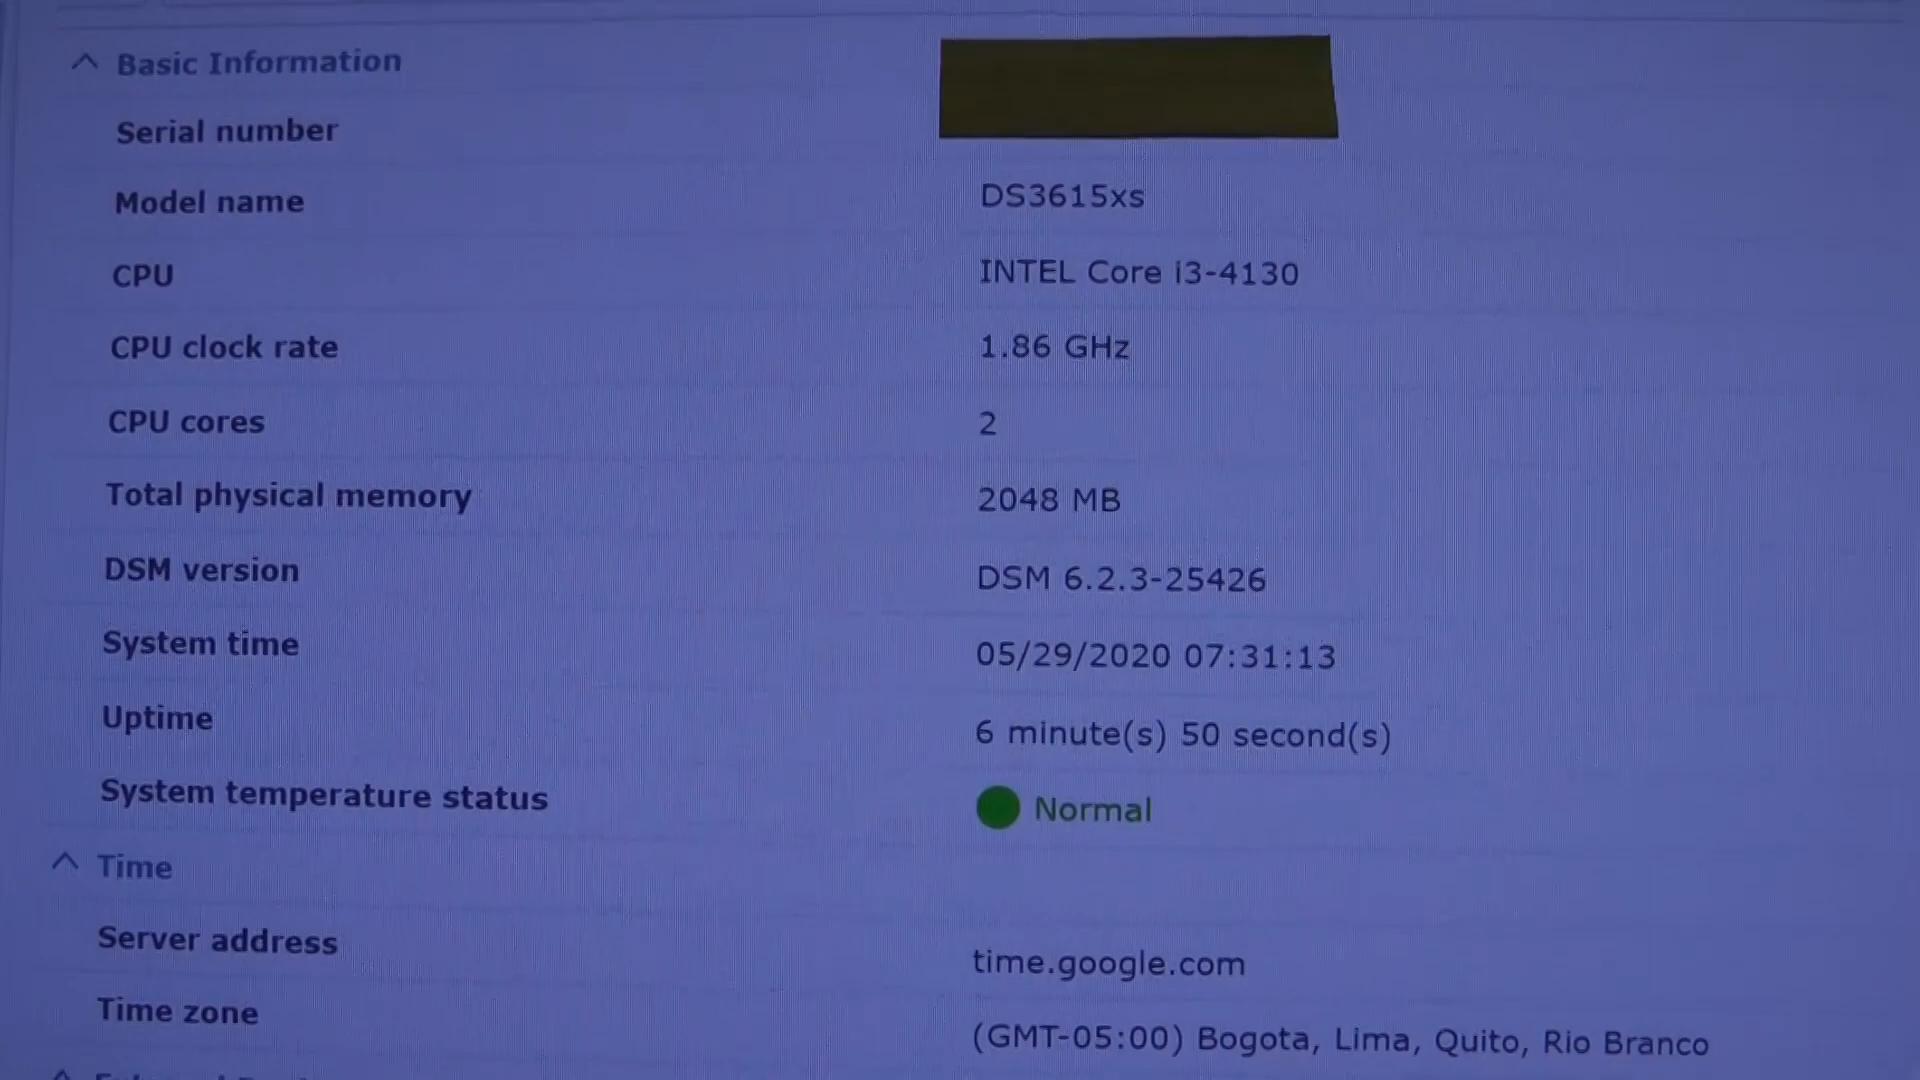 Basic Information
Serial number
Model name DS3615xs
CPU INTEL Core i3-4130
CPU clock rate 1.86 GHz
CPU cores 2
Total physical memory 2048 MB
DSM version DSM 6.2.3-25426
System time 05/29/2020 07:31:13
Uptime 6 minute(s) 50 second(s)
System temperature status Normal
Time
Server address time.google.com
Time zone (GMT-05:00) Bogota, Lima, Quito, Rio Branco